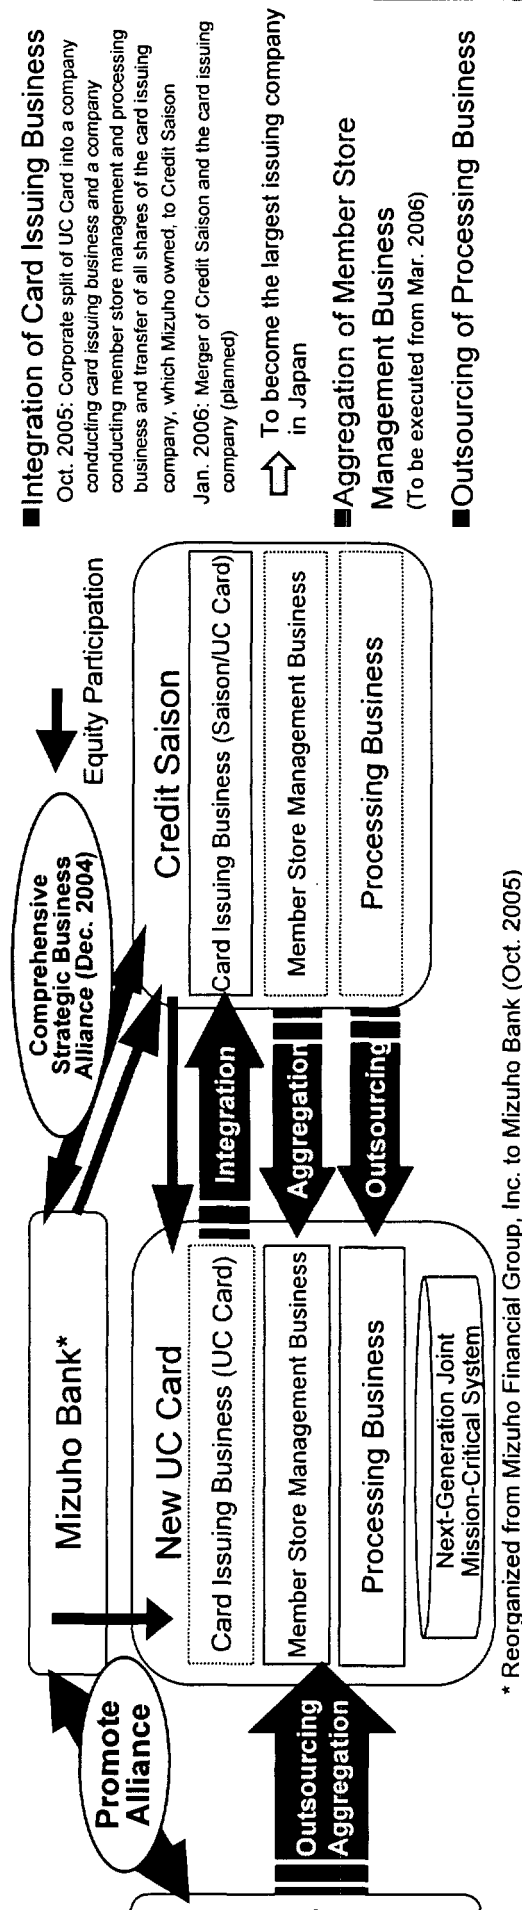 Promote
Alliance
Mizuho Bank*
Comprehensive
Strategic Business
Alliance (Dec. 2004)
Equity Participation
New UC Card
Card Issuing Business (UC Card)
Member Store Management Business
Processing Business
Next-Generation Joint
Mission-Critical System
Outsourcing
Aggregation
Integration
Aggregation
Outsourcing
Credit Saison
Card Issuing Business (Saison/UC Card)
Member Store Management Business
Processing Business
* Reorganized from Mizuho Financial Group, Inc. to Mizuho Bank (Oct. 2005)
■Integration of Card Issuing Business
Oct. 2005: Corporate split of UC Card into a company
conducting card issuing business and a company
conducting member store management and processing
business and transfer of all shares of the card issuing
company, which Mizuho owned, to Credit Saison
Jan. 2006: Merger of Credit Saison and the card issuing
company (planned)
To become the largest issuing company
in Japan
■Aggregation of Member Store
Management Business
(To be executed from Mar. 2006)
■Outsourcing of Processing Business